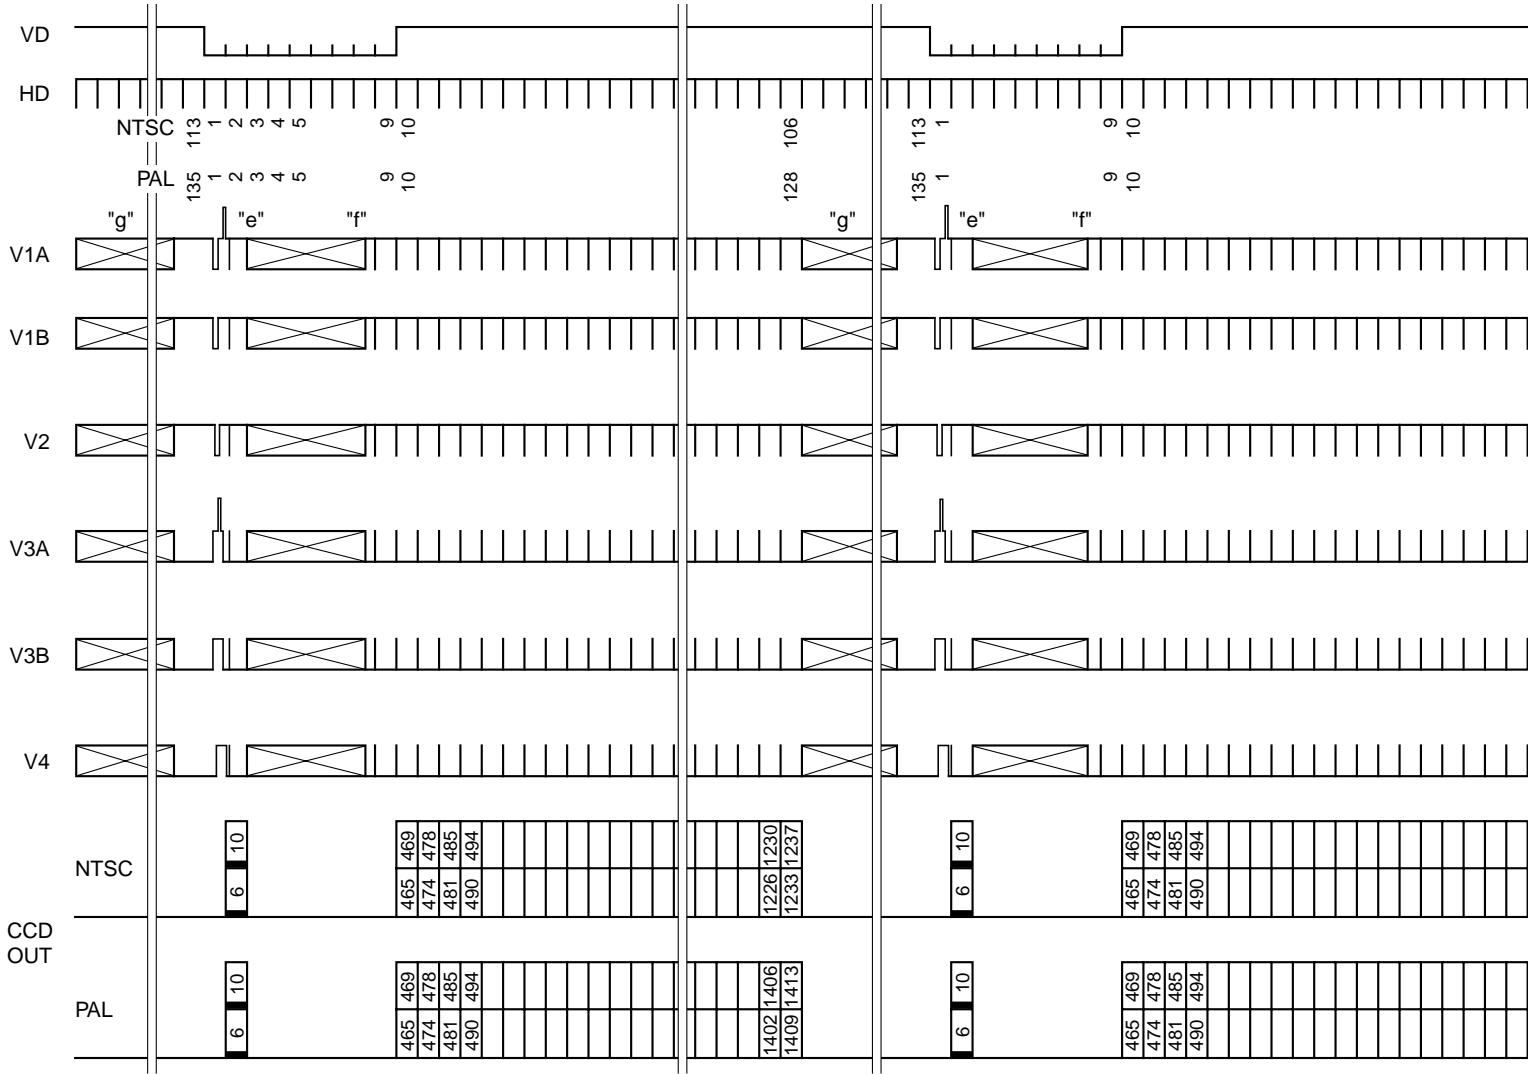 VD
HD
NTSC 113 1 2 3 4 5 9 10 106 113 1 9 10
PAL 135 1 2 3 4 5 9 10 128 135 1 9 10
"g" "e" "f" "g" "e" "f"
V1A
V1B
V2
V3A
V3B
V4
NTSC
10 469 478 485 494 1230 1237 10 469 478 485 494
6 465 474 481 490 1226 1233 6 465 474 481 490
CCD
OUT
PAL
10 469 478 485 494 1406 1413 10 469 478 485 494
6 465 474 481 490 1402 1409 6 465 474 481 490